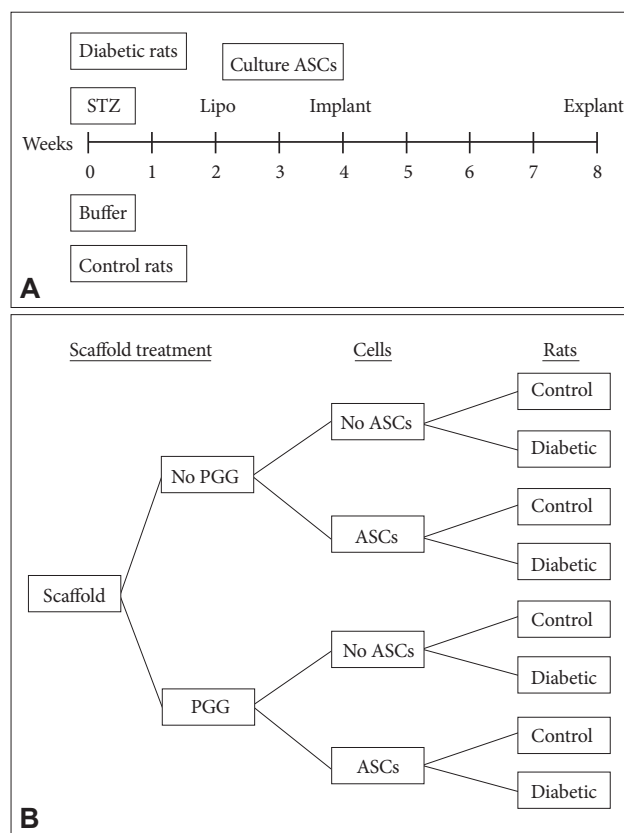 Diabetic rats
Culture ASCs
STZ
Lipo
Implant
Explant
Weeks
0 1 2 3 4 5 6 7 8
Buffer
Control rats
A
Scaffold treatment Cells Rats
Control
No ASCs
Diabetic
No PGG
Control
ASCs
Diabetic
Scaffold
Control
No ASCs
Diabetic
PGG
Control
ASCs
Diabetic
B